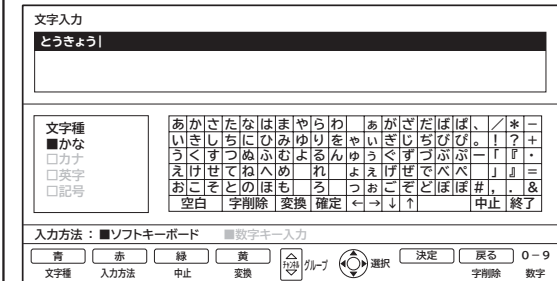 文字入力
とうきょう
文字種
■かな
□カナ
□英字
□記号
あかさたなはまやらわ ぁがざだばぱ、／＊－
いきしちにひみゆりをゃぃぎじぢびぴ。！？＋
うくすつぬふむよるんゅぅぐずづぶぷー「『・
えけせてねへめ れ ょぇげぜでべぺ 」』＝
おこそとのほも ろ っぉごぞどぼぽ＃，．＆
空白 字削除 変換 確定 ← → ↓ ↑ 中止 終了
入力方法：■ソフトキーボード ■数字キー入力
青 赤 緑 黄 チャンネル グループ 選択 決定 戻る 0－9
文字種 入力方法 中止 変換 字削除 数字